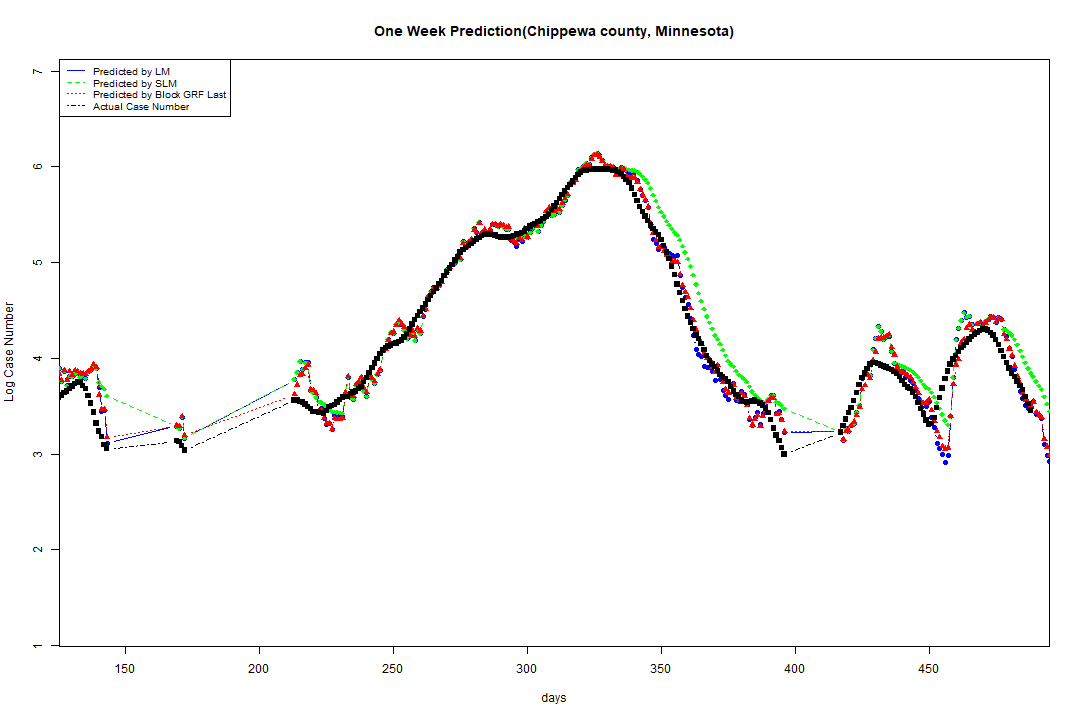 One Week Prediction(Chippewa county, Minnesota)
Predicted by LM
Predicted by SLM
Predicted by Block GRF Last
Actual Case Number
Log Case Number
7
6
5
4
3
2
1
150 200 250 300 350 400 450
days